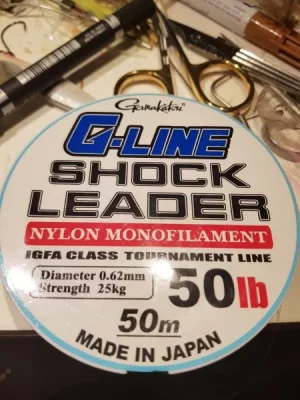 Gamakatsu
G-LINE
SHOCK
LEADER
NYLON MONOFILAMENT
IGFA CLASS TOURNAMENT LINE
Diameter 0.62mm
Strength 25kg
50lb
50m
MADE IN JAPAN